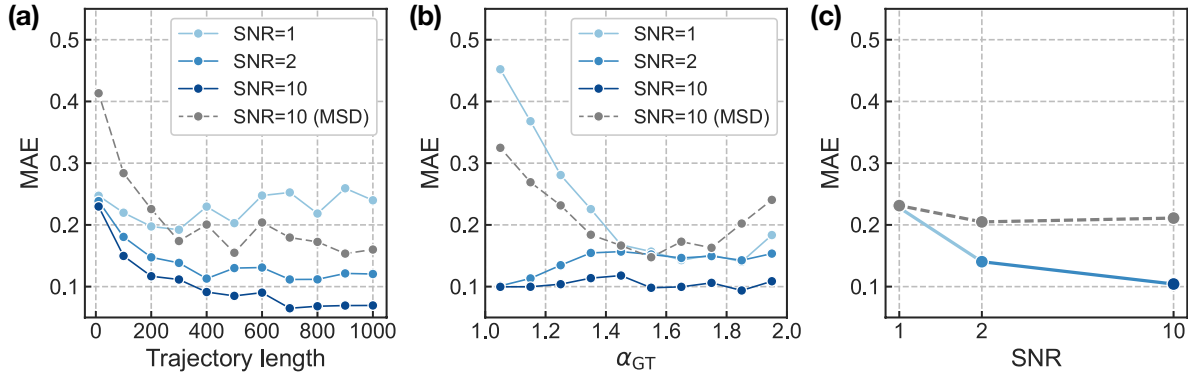 (a)
MAE
0.5
0.4
0.3
0.2
0.1
SNR=1
SNR=2
SNR=10
SNR=10 (MSD)
0 200 400 600 800 1000
Trajectory length
(b)
MAE
0.5
0.4
0.3
0.2
0.1
SNR=1
SNR=2
SNR=10
SNR=10 (MSD)
1.0 1.2 1.4 1.6 1.8 2.0
αGT
(c)
MAE
0.5
0.4
0.3
0.2
0.1
1 2 10
SNR